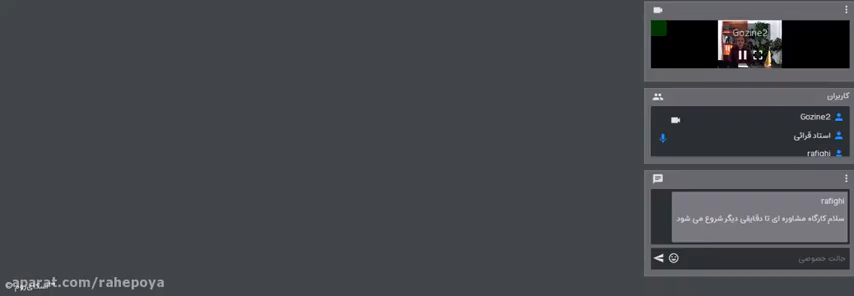 Gozine2
کاربران
Gozine2
استاد قرائی
rafighi
rafighi
سلام کارگاه مشاوره ای تا دقایقی دیگر شروع می شود
حالت خصوصی
aparat.com/rahepoya